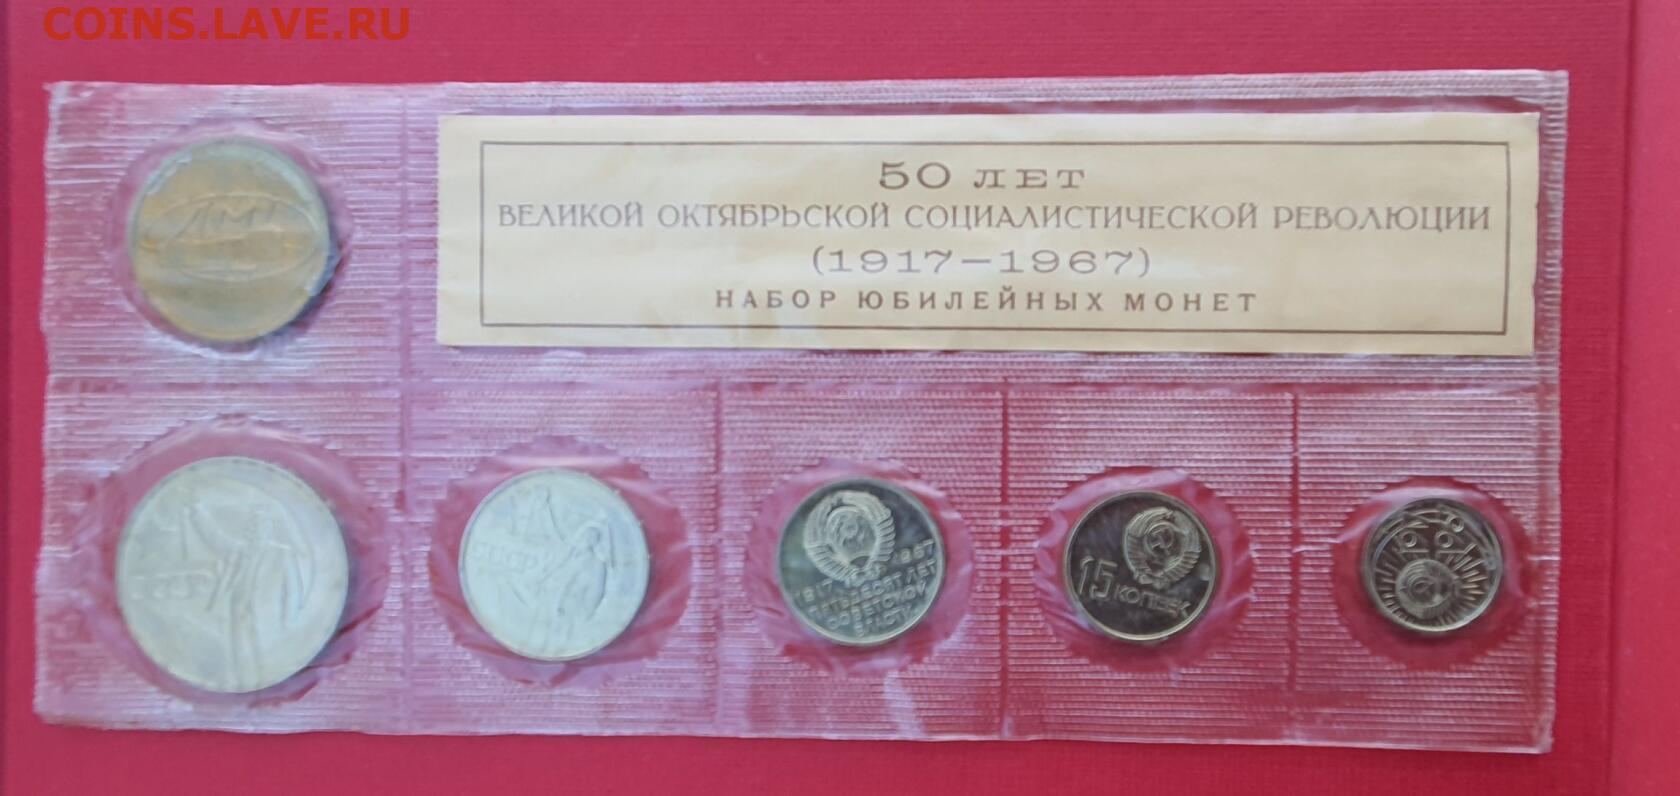 COINS.LAVE.RU
50 ЛЕТ
ВЕЛИКОЙ ОКТЯБРЬСКОЙ СОЦИАЛИСТИЧЕСКОЙ РЕВОЛЮЦИИ
(1917—1967)
НАБОР ЮБИЛЕЙНЫХ МОНЕТ
ЛМД
СССР
СССР
1917 1967
ПЯТЬДЕСЯТ ЛЕТ
СОВЕТСКОЙ
ВЛАСТИ
15
КОПЕЕК